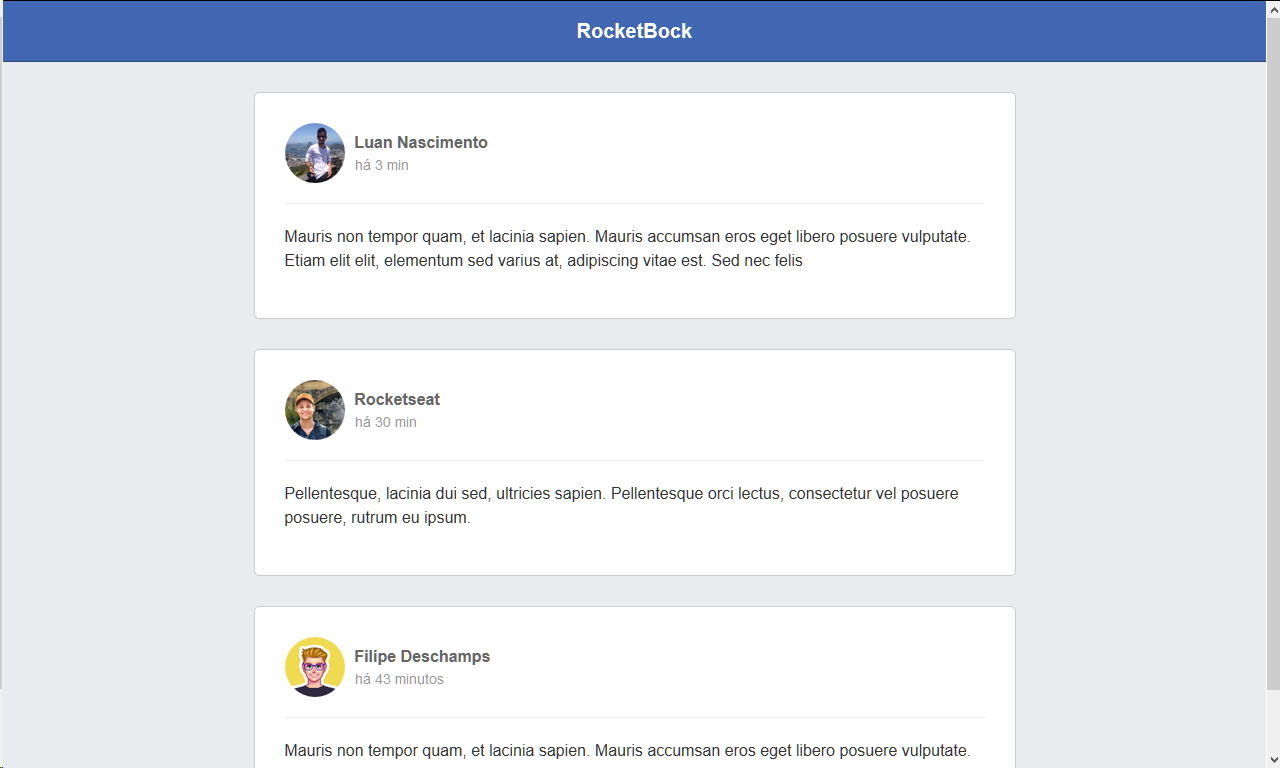 RocketBock
Luan Nascimento
há 3 min
Mauris non tempor quam, et lacinia sapien. Mauris accumsan eros eget libero posuere vulputate.
Etiam elit elit, elementum sed varius at, adipiscing vitae est. Sed nec felis
Rocketseat
há 30 min
Pellentesque, lacinia dui sed, ultricies sapien. Pellentesque orci lectus, consectetur vel posuere
posuere, rutrum eu ipsum.
Filipe Deschamps
há 43 minutos
Mauris non tempor quam, et lacinia sapien. Mauris accumsan eros eget libero posuere vulputate.